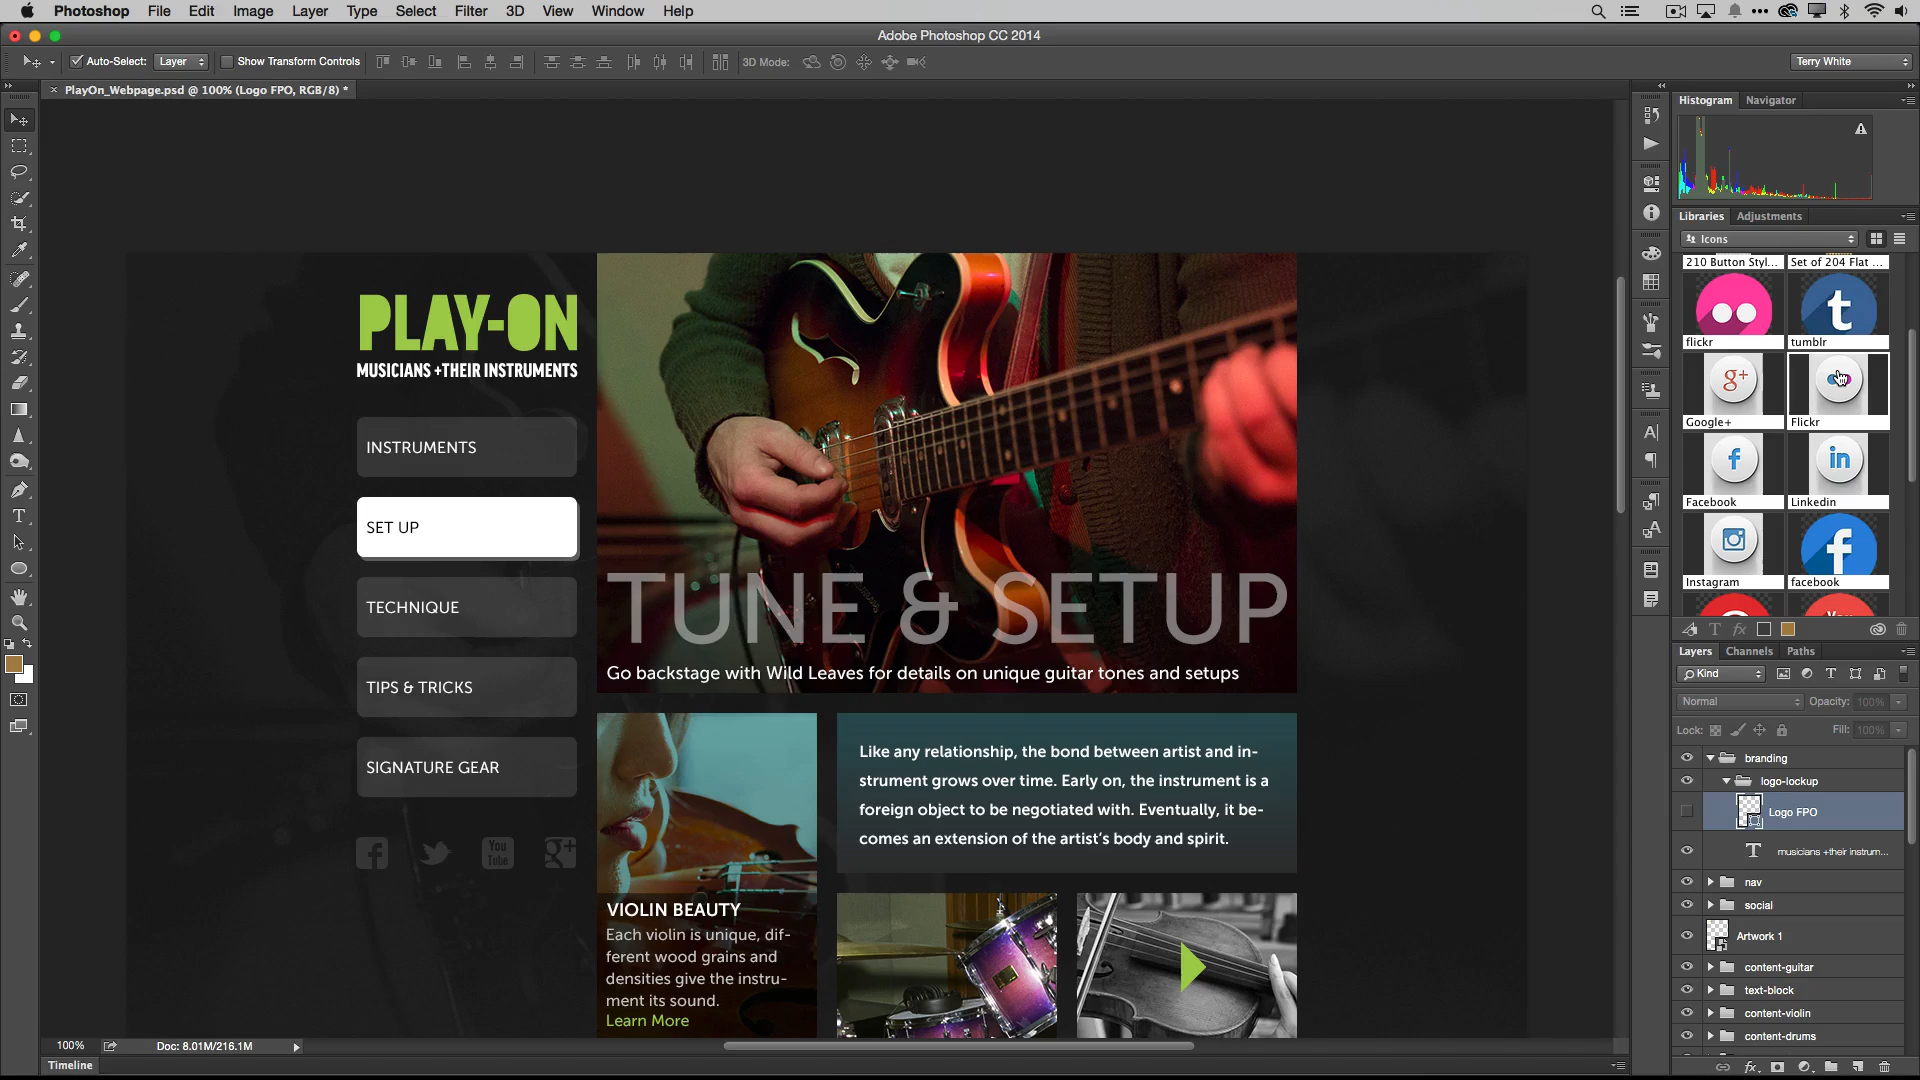 Photoshop File Edit Image Layer Type Select Filter 3D View Window Help
Adobe Photoshop CC 2014
Auto-Select: Layer Show Transform Controls 3D Mode: Terry White
PlayOn_Webpage.psd @ 100% (Logo FPO, RGB/8) *
Histogram Navigator
Libraries Adjustments
Icons
210 Button Styl... Set of 204 Flat ...
t
flickr tumblr
g+
Google+ Flickr
f in
Facebook Linkedin
f
Instagram facebook
You
T fx
PLAY-ON
MUSICIANS +THEIR INSTRUMENTS
INSTRUMENTS
SET UP
TECHNIQUE
TIPS & TRICKS
SIGNATURE GEAR
f You Tube g+
TUNE & SETUP
Go backstage with Wild Leaves for details on unique guitar tones and setups
Like any relationship, the bond between artist and in-
strument grows over time. Early on, the instrument is a
foreign object to be negotiated with. Eventually, it be-
comes an extension of the artist's body and spirit.
VIOLIN BEAUTY
Each violin is unique, dif-
ferent wood grains and
densities give the instru-
ment its sound.
Learn More
Layers Channels Paths
Kind
Normal Opacity: 100%
Lock: Fill: 100%
branding
logo-lockup
Logo FPO
T musicians +their instrum...
nav
social
Artwork 1
content-guitar
text-block
content-violin
content-drums
fx
100% Doc: 8.01M/216.1M
Timeline